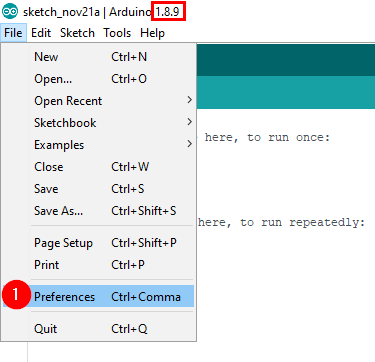 sketch_nov21a | Arduino 1.8.9
File Edit Sketch Tools Help
New Ctrl+N
Open... Ctrl+O
Open Recent
Sketchbook
Examples
here, to run once:
Close Ctrl+W
Save Ctrl+S
Save As... Ctrl+Shift+S
here, to run repeatedly:
Page Setup Ctrl+Shift+P
Print Ctrl+P
1 Preferences Ctrl+Comma
Quit Ctrl+Q